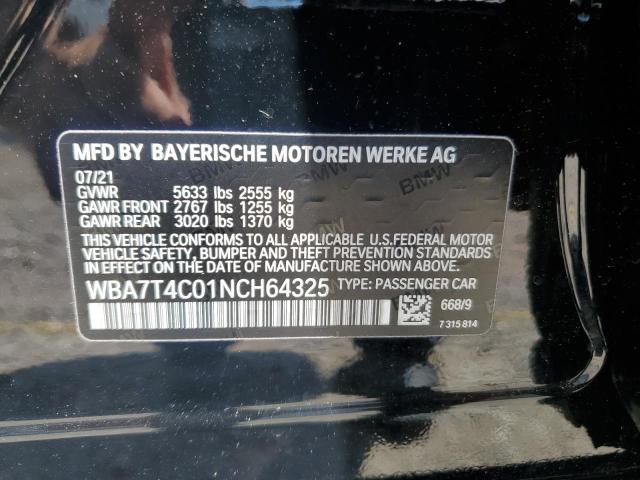 MFD BY BAYERISCHE MOTOREN WERKE AG
07/21
GVWR 5633 lbs 2555 kg
GAWR FRONT 2767 lbs 1255 kg
GAWR REAR 3020 lbs 1370 kg
THIS VEHICLE CONFORMS TO ALL APPLICABLE U.S.FEDERAL MOTOR
VEHICLE SAFETY, BUMPER AND THEFT PREVENTION STANDARDS
IN EFFECT ON THE DATE OF MANUFACTURE SHOWN ABOVE.
WBA7T4C01NCH64325 TYPE: PASSENGER CAR
668/9
7 315 814
BMW
BMW
BMW